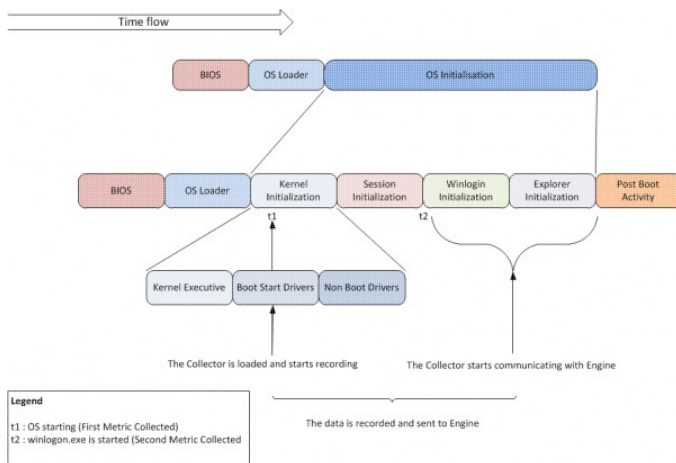 Time flow
BIOS
OS Loader
OS Initialisation
BIOS
OS Loader
Kernel
Initialization
Session
Initialization
Winlogin
Initialization
Explorer
Initialization
Post Boot
Activity
t1
t2
Kernel Executive
Boot Start Drivers
Non Boot Drivers
The Collector is loaded and starts recording
The Collector starts communicating with Engine
The data is recorded and sent to Engine
Legend
t1 : OS starting (First Metric Collected)
t2 : winlogon.exe is started (Second Metric Collected